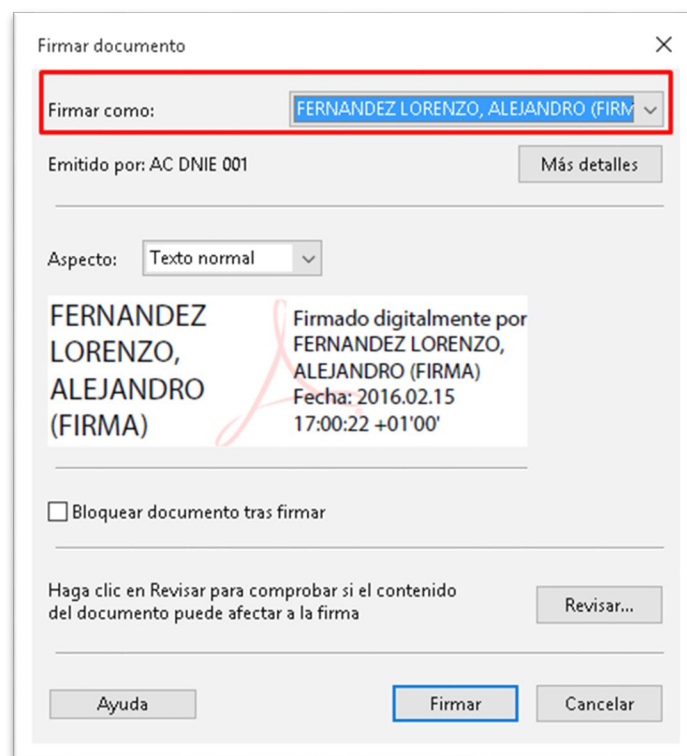 Firmar documento
Firmar como: FERNANDEZ LORENZO, ALEJANDRO (FIRM
Emitido por: AC DNIE 001 Más detalles
Aspecto: Texto normal
FERNANDEZ
LORENZO,
ALEJANDRO
(FIRMA)
Firmado digitalmente por
FERNANDEZ LORENZO,
ALEJANDRO (FIRMA)
Fecha: 2016.02.15
17:00:22 +01'00'
Bloquear documento tras firmar
Haga clic en Revisar para comprobar si el contenido
del documento puede afectar a la firma
Revisar...
Ayuda Firmar Cancelar